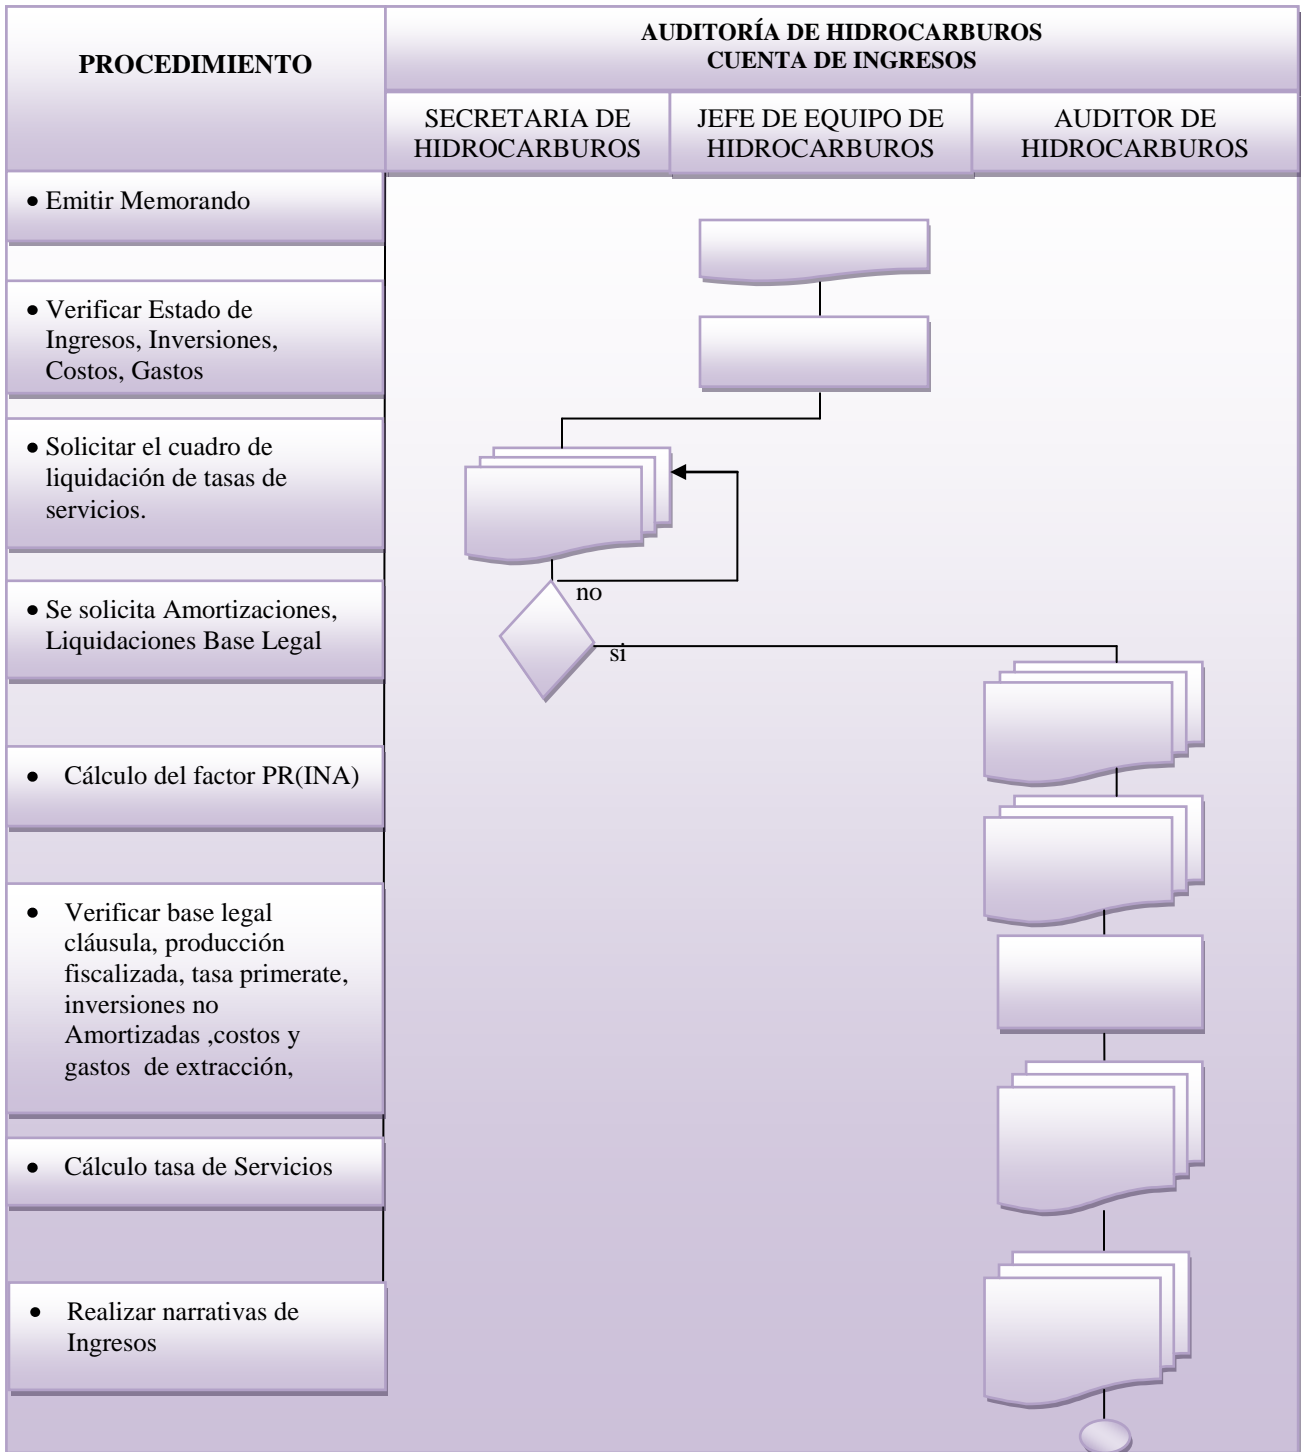 PROCEDIMIENTO
AUDITORÍA DE HIDROCARBUROS
CUENTA DE INGRESOS
SECRETARIA DE
HIDROCARBUROS
JEFE DE EQUIPO DE
HIDROCARBUROS
AUDITOR DE
HIDROCARBUROS
• Emitir Memorando
• Verificar Estado de
Ingresos, Inversiones,
Costos, Gastos
• Solicitar el cuadro de
liquidación de tasas de
servicios.
• Se solicita Amortizaciones,
Liquidaciones Base Legal
no
si
• Cálculo del factor PR(INA)
• Verificar base legal
cláusula, producción
fiscalizada, tasa primerate,
inversiones no
Amortizadas ,costos y
gastos de extracción,
• Cálculo tasa de Servicios
• Realizar narrativas de
Ingresos